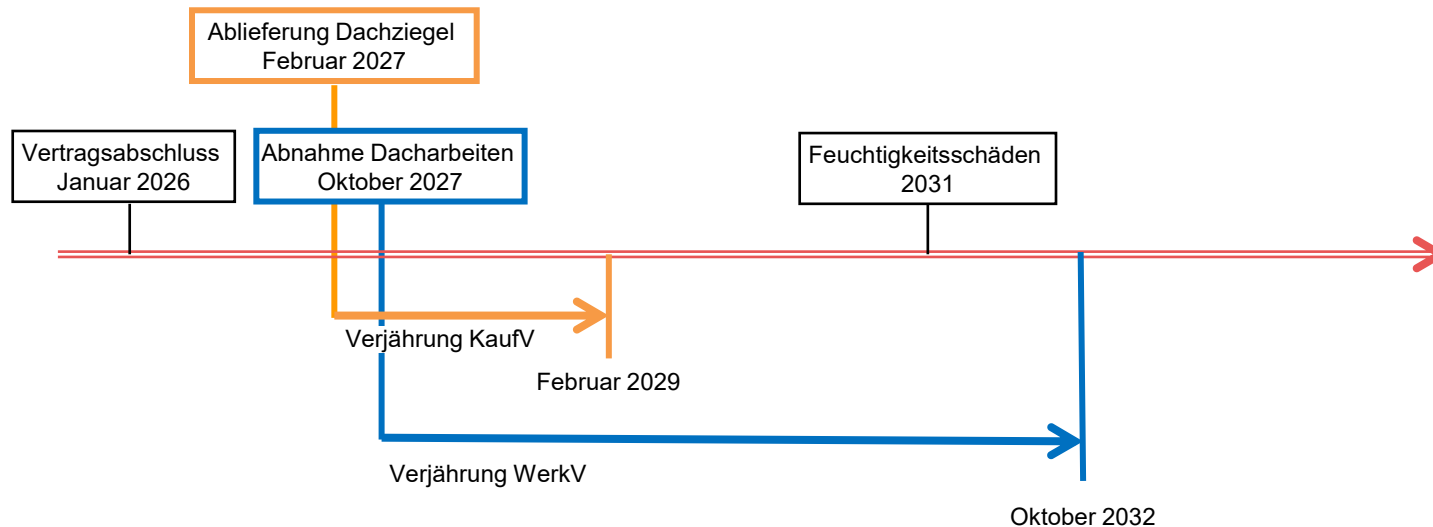 Ablieferung Dachziegel
Februar 2027
Vertragsabschluss
Januar 2026
Abnahme Dacharbeiten
Oktober 2027
Feuchtigkeitsschäden
2031
Verjährung KaufV
Februar 2029
Verjährung WerkV
Oktober 2032